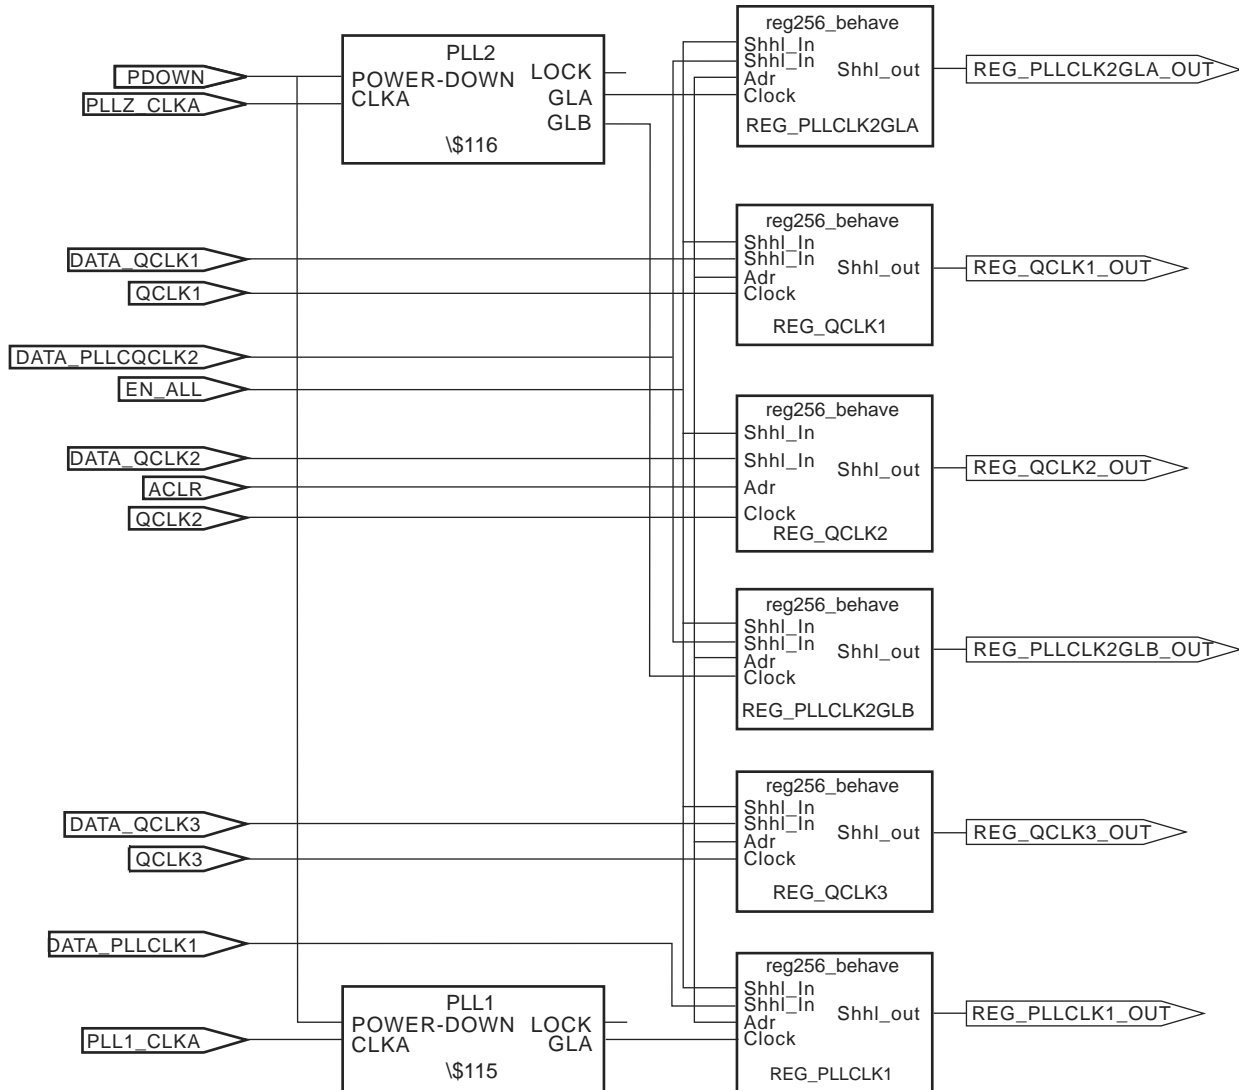 PDOWN
PLLZ_CLKA
PLL2
POWER-DOWN
CLKA
LOCK
GLA
GLB
\$116
reg256_behave
Shhl_In
Shhl_In
Adr
Clock
Shhl_out
REG_PLLCLK2GLA
REG_PLLCLK2GLA_OUT
DATA_QCLK1
QCLK1
reg256_behave
Shhl_In
Shhl_In
Adr
Clock
Shhl_out
REG_QCLK1
REG_QCLK1_OUT
DATA_PLLCQCLK2
EN_ALL
DATA_QCLK2
ACLR
QCLK2
reg256_behave
Shhl_In
Shhl_In
Adr
Clock
Shhl_out
REG_QCLK2
REG_QCLK2_OUT
reg256_behave
Shhl_In
Shhl_In
Adr
Clock
Shhl_out
REG_PLLCLK2GLB
REG_PLLCLK2GLB_OUT
DATA_QCLK3
QCLK3
reg256_behave
Shhl_In
Shhl_In
Adr
Clock
Shhl_out
REG_QCLK3
REG_QCLK3_OUT
DATA_PLLCLK1
PLL1_CLKA
PLL1
POWER-DOWN
CLKA
LOCK
GLA
\$115
reg256_behave
Shhl_In
Shhl_In
Adr
Clock
Shhl_out
REG_PLLCLK1
REG_PLLCLK1_OUT